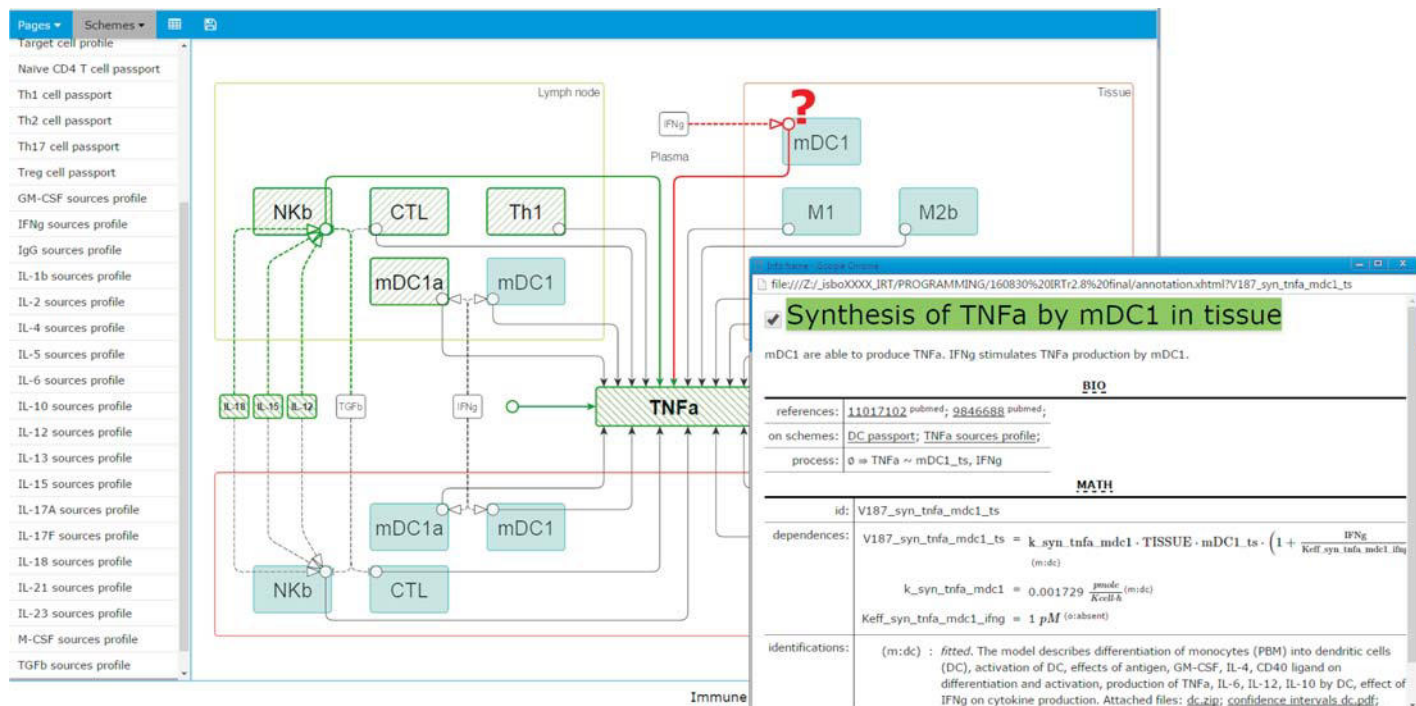 Pages Schemes
Target cell profile
Naive CD4 T cell passport
Th1 cell passport
Th2 cell passport
Th17 cell passport
Treg cell passport
GM-CSF sources profile
IFNg sources profile
IgG sources profile
IL-1b sources profile
IL-2 sources profile
IL-4 sources profile
IL-5 sources profile
IL-6 sources profile
IL-10 sources profile
IL-12 sources profile
IL-13 sources profile
IL-15 sources profile
IL-17A sources profile
IL-17F sources profile
IL-18 sources profile
IL-21 sources profile
IL-23 sources profile
M-CSF sources profile
TGFb sources profile
Lymph node
Plasma
Tissue
IFNg
?
mDC1
NKb CTL Th1
M1 M2b
mDC1a mDC1
IL-18 IL-15 IL-12 TGFb IFNg
TNFa
mDC1a mDC1
NKb CTL
Immune
file:///Z:/_isboXXXX_IRT/PROGRAMMING/160830%20IRTr2.8%20final/annotation.xhtml?V187_syn_tnfa_mdc1_ts
Synthesis of TNFa by mDC1 in tissue
mDC1 are able to produce TNFa. IFNg stimulates TNFa production by mDC1.
BIO
references: 11017102 pubmed; 9846688 pubmed;
on schemes: DC passport; TNFa sources profile;
process: ø ⇒ TNFa ~ mDC1_ts, IFNg
MATH
id: V187_syn_tnfa_mdc1_ts
dependences: V187_syn_tnfa_mdc1_ts = k_syn_tnfa_mdc1 · TISSUE · mDC1_ts · (1 + IFNg / Keff_syn_tnfa_mdc1_ifng
(m:dc)
k_syn_tnfa_mdc1 = 0.001729 pmole/Kcell·h (m:dc)
Keff_syn_tnfa_mdc1_ifng = 1 pM (o:absent)
identifications: (m:dc) : fitted. The model describes differentiation of monocytes (PBM) into dendritic cells
(DC), activation of DC, effects of antigen, GM-CSF, IL-4, CD40 ligand on
differentiation and activation, production of TNFa, IL-6, IL-12, IL-10 by DC, effect of
IFNg on cytokine production. Attached files: dc.zip; confidence intervals dc.pdf;